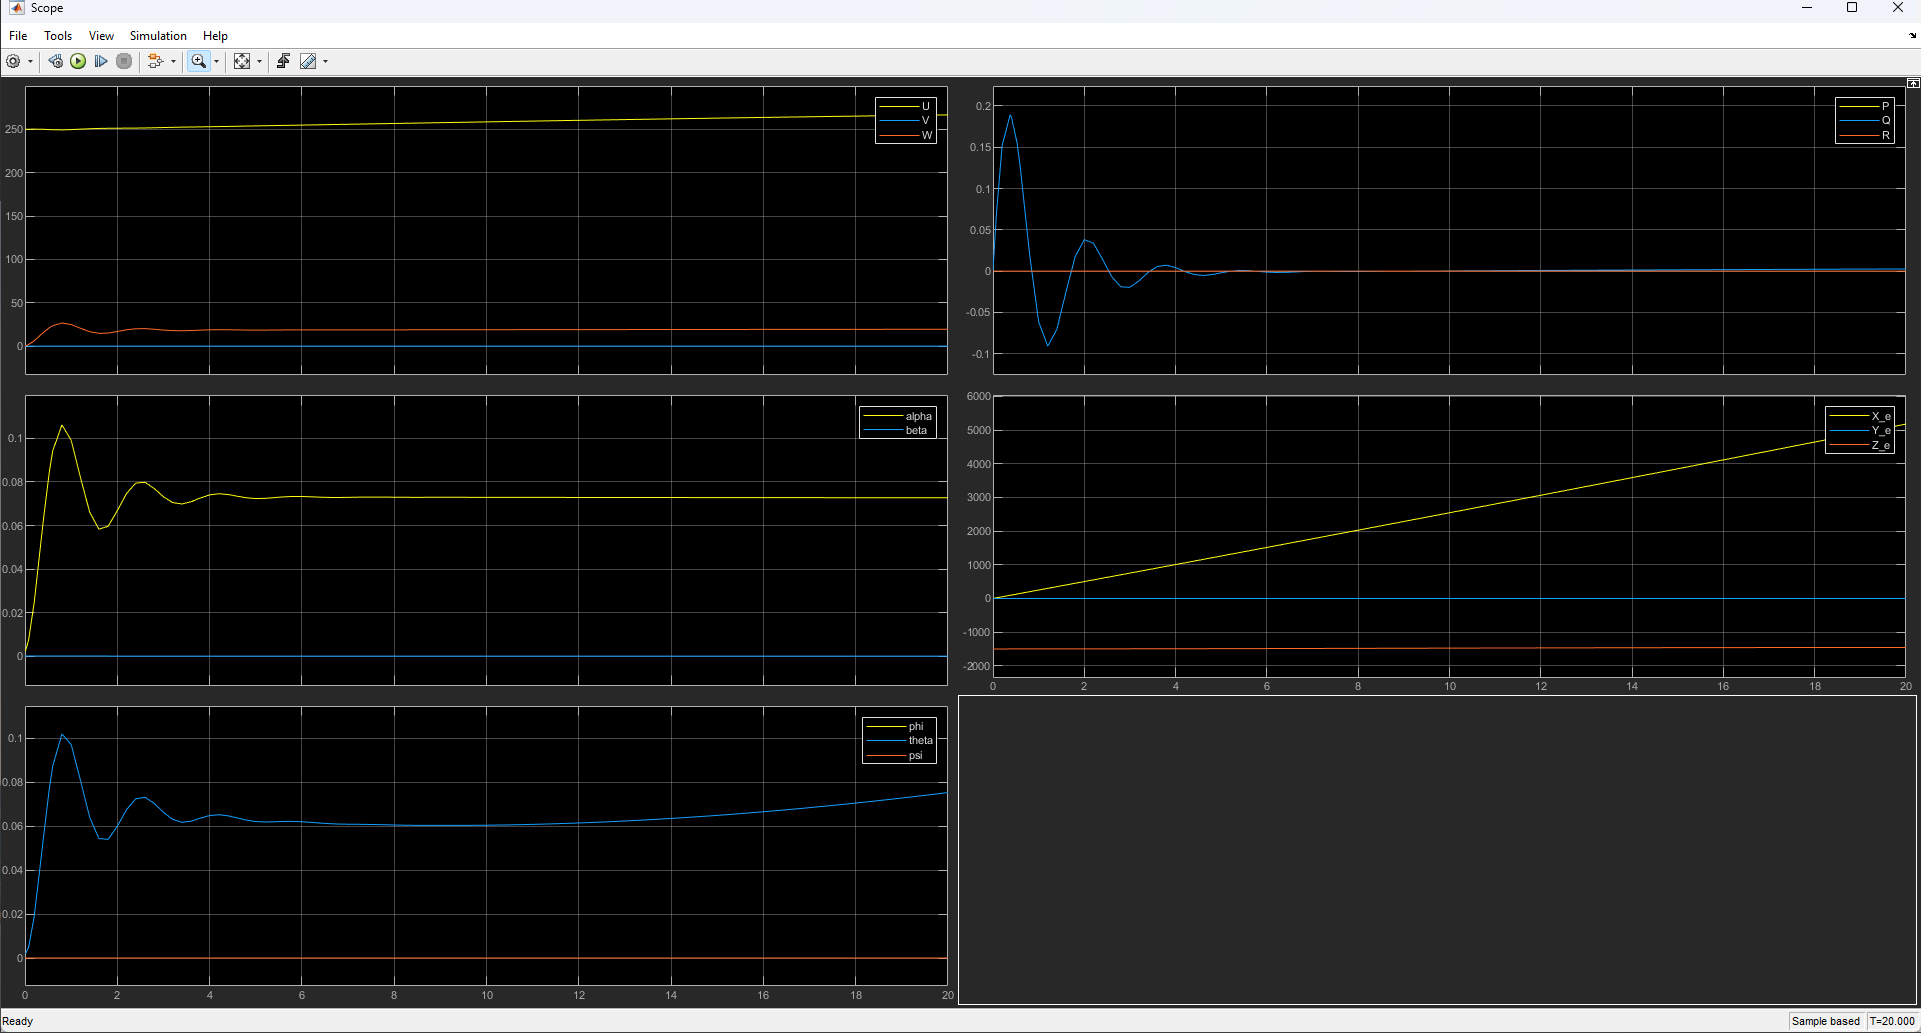 Scope
File Tools View Simulation Help
U
V
W
250
200
150
100
50
0
P
Q
R
0.2
0.15
0.1
0.05
0
-0.05
-0.1
alpha
beta
0.1
0.08
0.06
0.04
0.02
0
X_e
Y_e
Z_e
6000
5000
4000
3000
2000
1000
0
-1000
-2000
0 2 4 6 8 10 12 14 16 18 20
phi
theta
psi
0.1
0.08
0.06
0.04
0.02
0
0 2 4 6 8 10 12 14 16 18 20
Ready
Sample based T=20.000